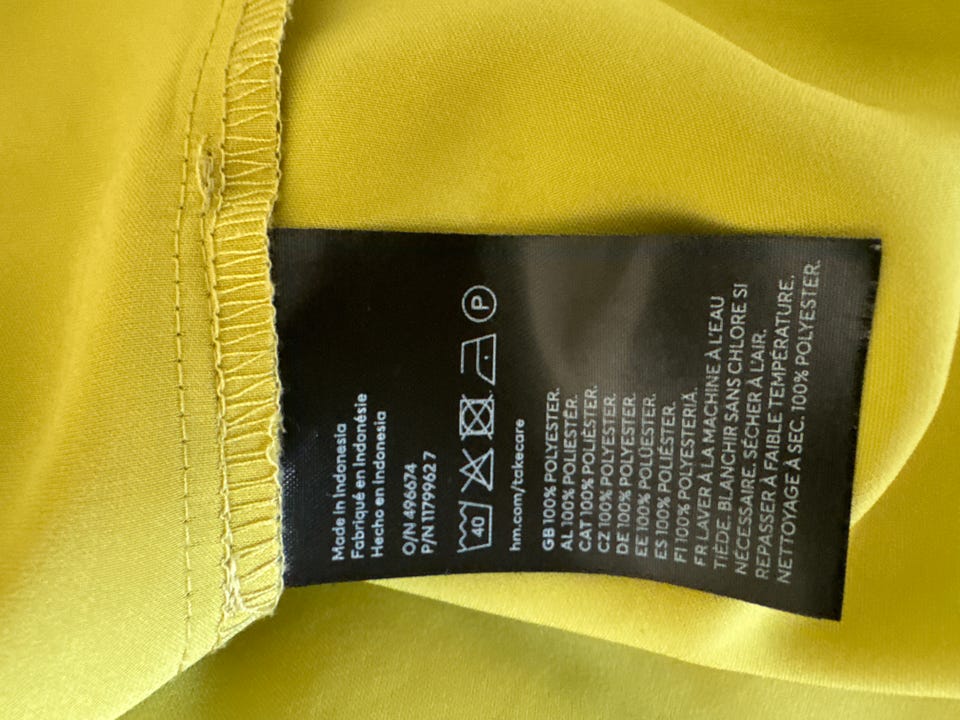 Made in Indonesia
Fabriqué en Indonésie
Hecho en Indonesia
O/N 496674
P/N 11799627
40
P
hm.com/takecare
GB 100% POLYESTER.
AL 100% POLIESTËR.
CAT 100% POLIÈSTER.
CZ 100% POLYESTER.
DE 100% POLYESTER.
EE 100% POLÜESTER.
ES 100% POLIÉSTER.
FI 100% POLYESTERIÄ.
FR LAVER À LA MACHINE À L'EAU
TIÈDE. BLANCHIR SANS CHLORE SI
NÉCESSAIRE. SÉCHER À L'AIR.
REPASSER À FAIBLE TEMPÉRATURE.
NETTOYAGE À SEC. 100% POLYESTER.